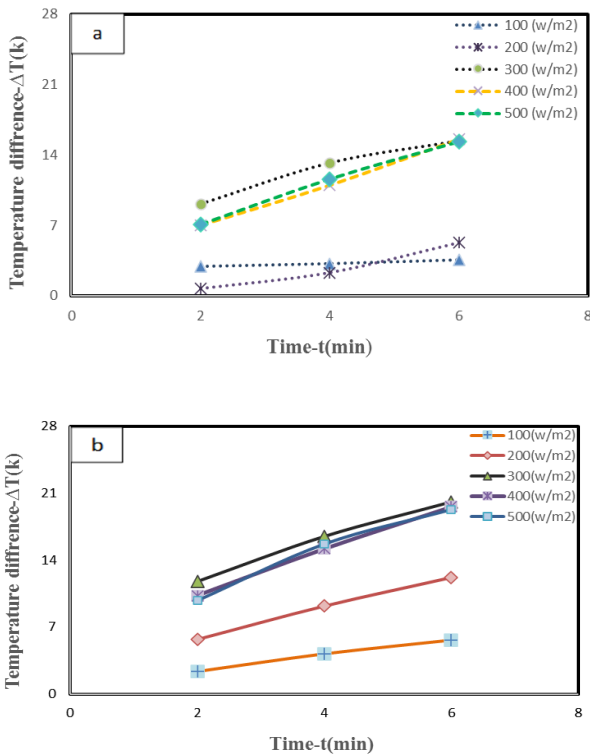 a
100 (w/m2)
200 (w/m2)
300 (w/m2)
400 (w/m2)
500 (w/m2)
Temperature diffrence-ΔT(k)
28
21
14
7
0
0
2
4
6
8
Time-t(min)
b
100(w/m2)
200(w/m2)
300(w/m2)
400(w/m2)
500(w/m2)
Temperature diffrence-ΔT(k)
28
21
14
7
0
0
2
4
6
8
Time-t(min)